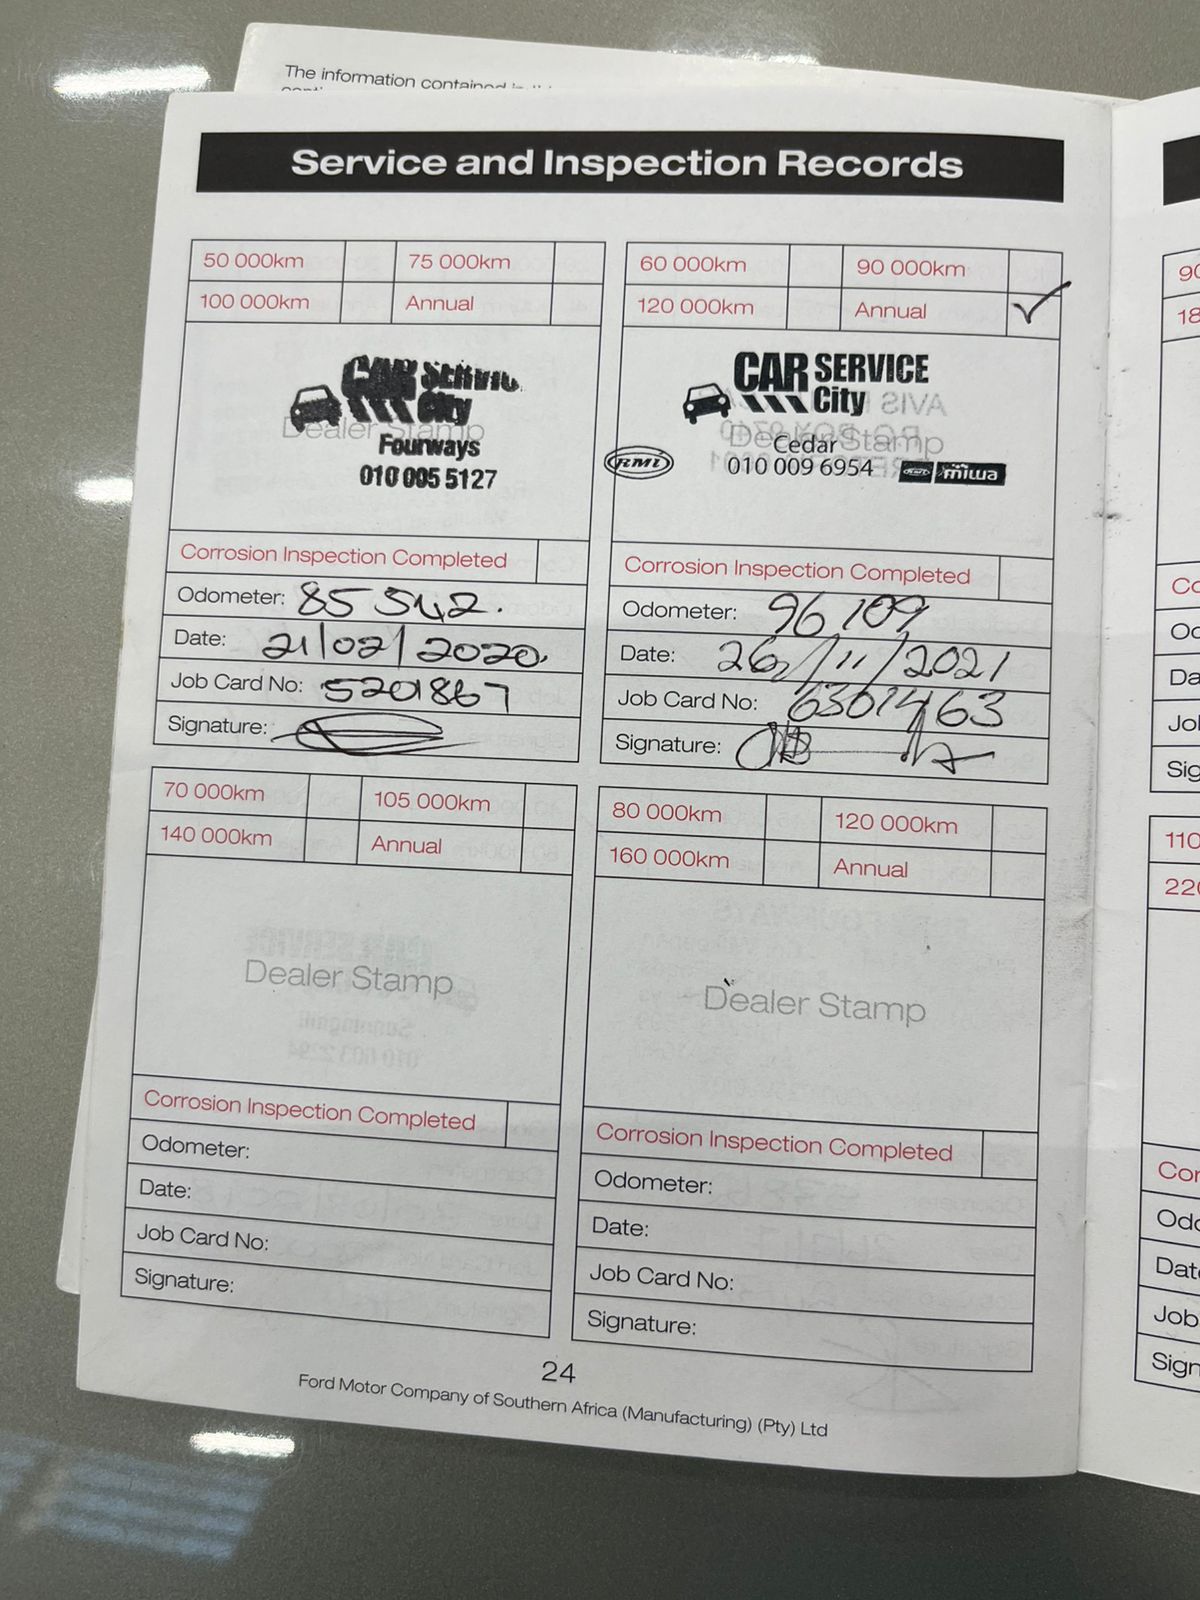 The information contained
Service and Inspection Records
50 000km 75 000km
100 000km Annual
CAR SERVICE
City
Dealer Stamp
Fourways
010 005 5127
Corrosion Inspection Completed
Odometer: 85 542.
Date: 21/02/2020.
Job Card No: 5201867
Signature:
60 000km 90 000km
120 000km Annual ✓
CAR SERVICE
City
Dealer Stamp
Cedar
RMI 010 009 6954 miwa
Corrosion Inspection Completed
Odometer: 96 109
Date: 26/11/2021
Job Card No: 6301463
Signature:
70 000km 105 000km
140 000km Annual
Dealer Stamp
Corrosion Inspection Completed
Odometer:
Date:
Job Card No:
Signature:
80 000km 120 000km
160 000km Annual
Dealer Stamp
Corrosion Inspection Completed
Odometer:
Date:
Job Card No:
Signature:
24
Ford Motor Company of Southern Africa (Manufacturing) (Pty) Ltd